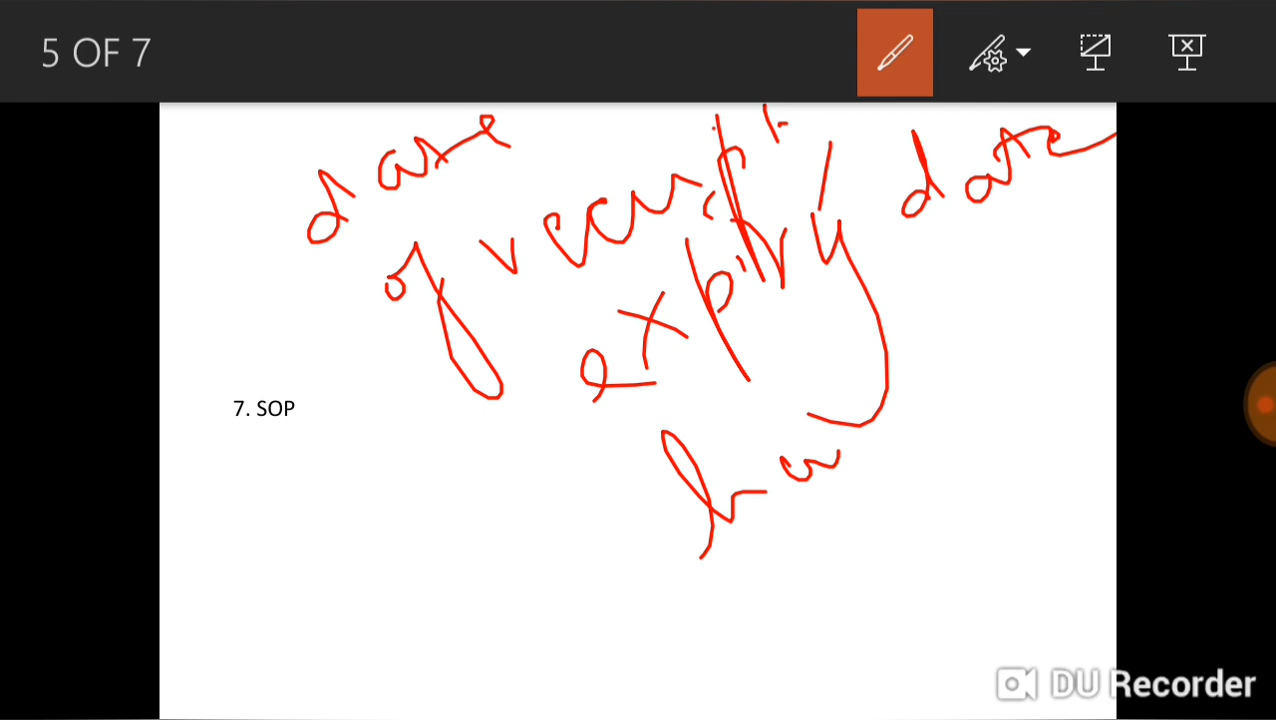 5 OF 7
date
of receipt
expiry date
7. SOP
DU Recorder